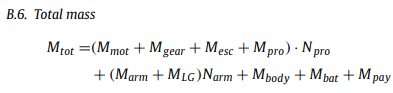 B.6. Total mass
M_tot =(M_mot + M_gear + M_esc + M_pro) · N_pro
+ (M_arm + M_LG)N_arm + M_body + M_bat + M_pay